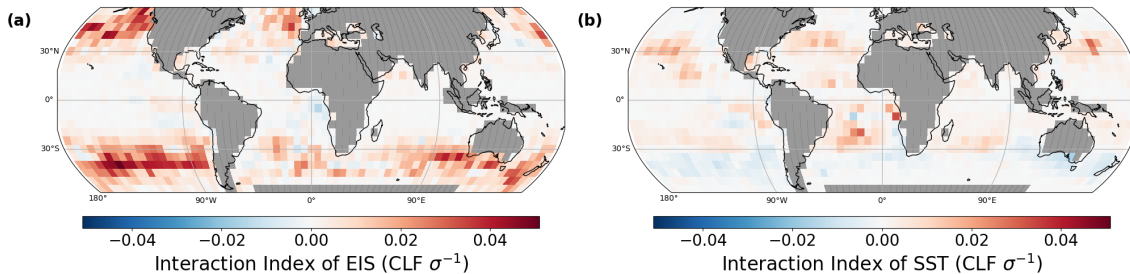 (a)
(b)
30°N
30°N
0°
0°
30°S
30°S
180°
90°W
0°
90°E
180°
90°W
0°
90°E
−0.04
−0.02
0.00
0.02
0.04
−0.04
−0.02
0.00
0.02
0.04
Interaction Index of EIS (CLF σ⁻¹)
Interaction Index of SST (CLF σ⁻¹)